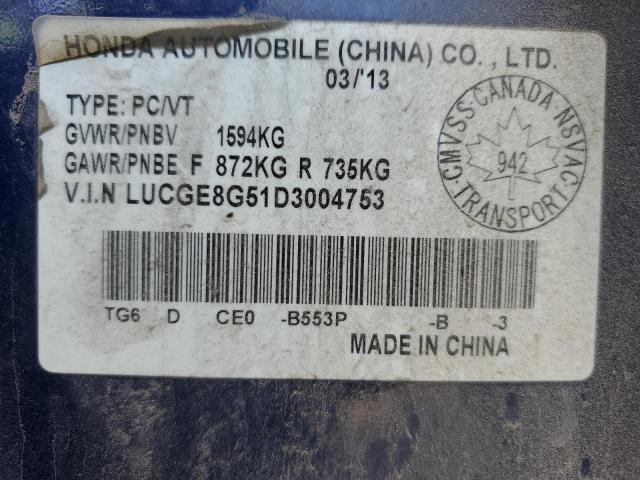 HONDA AUTOMOBILE (CHINA) CO., LTD.
03/'13
TYPE: PC/VT
GVWR/PNBV 1594KG
GAWR/PNBE F 872KG R 735KG
V.I.N LUCGE8G51D3004753
CMVSS·CANADA·NSVAC·TRANSPORT
942
TG6 D CE0 -B553P -B -3
MADE IN CHINA